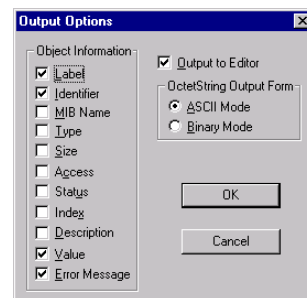 Output Options
Object Information
Label
Identifier
MIB Name
Type
Size
Access
Status
Index
Description
Value
Error Message
Output to Editor
OctetString Output Form
ASCII Mode
Binary Mode
OK
Cancel